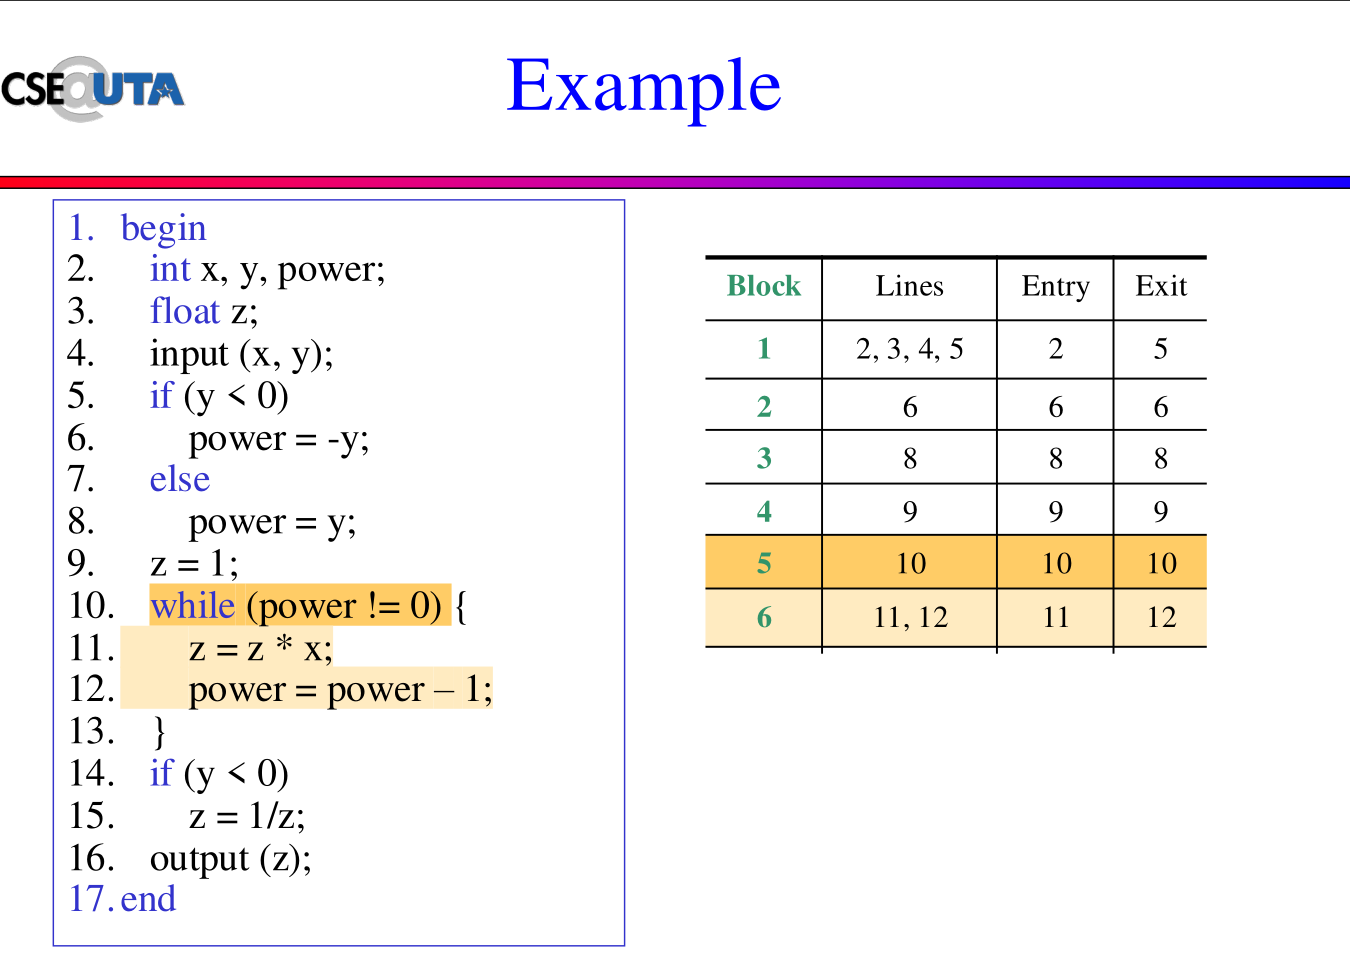 CSE@UTA
Example
1. begin
2. int x, y, power;
3. float z;
4. input (x, y);
5. if (y < 0)
6. power = -y;
7. else
8. power = y;
9. z = 1;
10. while (power != 0) {
11. z = z * x;
12. power = power – 1;
13. }
14. if (y < 0)
15. z = 1/z;
16. output (z);
17. end
Block Lines Entry Exit
1 2, 3, 4, 5 2 5
2 6 6 6
3 8 8 8
4 9 9 9
5 10 10 10
6 11, 12 11 12